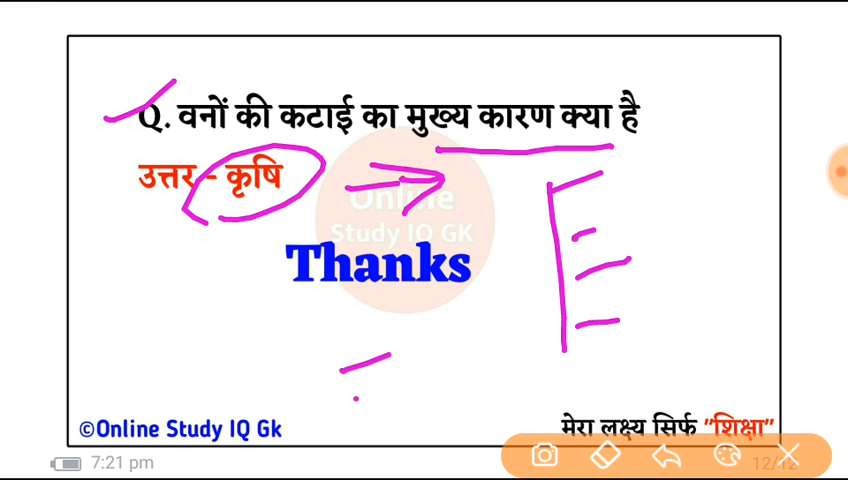 Q. वनों की कटाई का मुख्य कारण क्या है
उत्तर - कृषि
Online
Study IQ GK
Thanks
©Online Study IQ Gk
मेरा लक्ष्य सिर्फ "शिक्षा"
7:21 pm
12/12